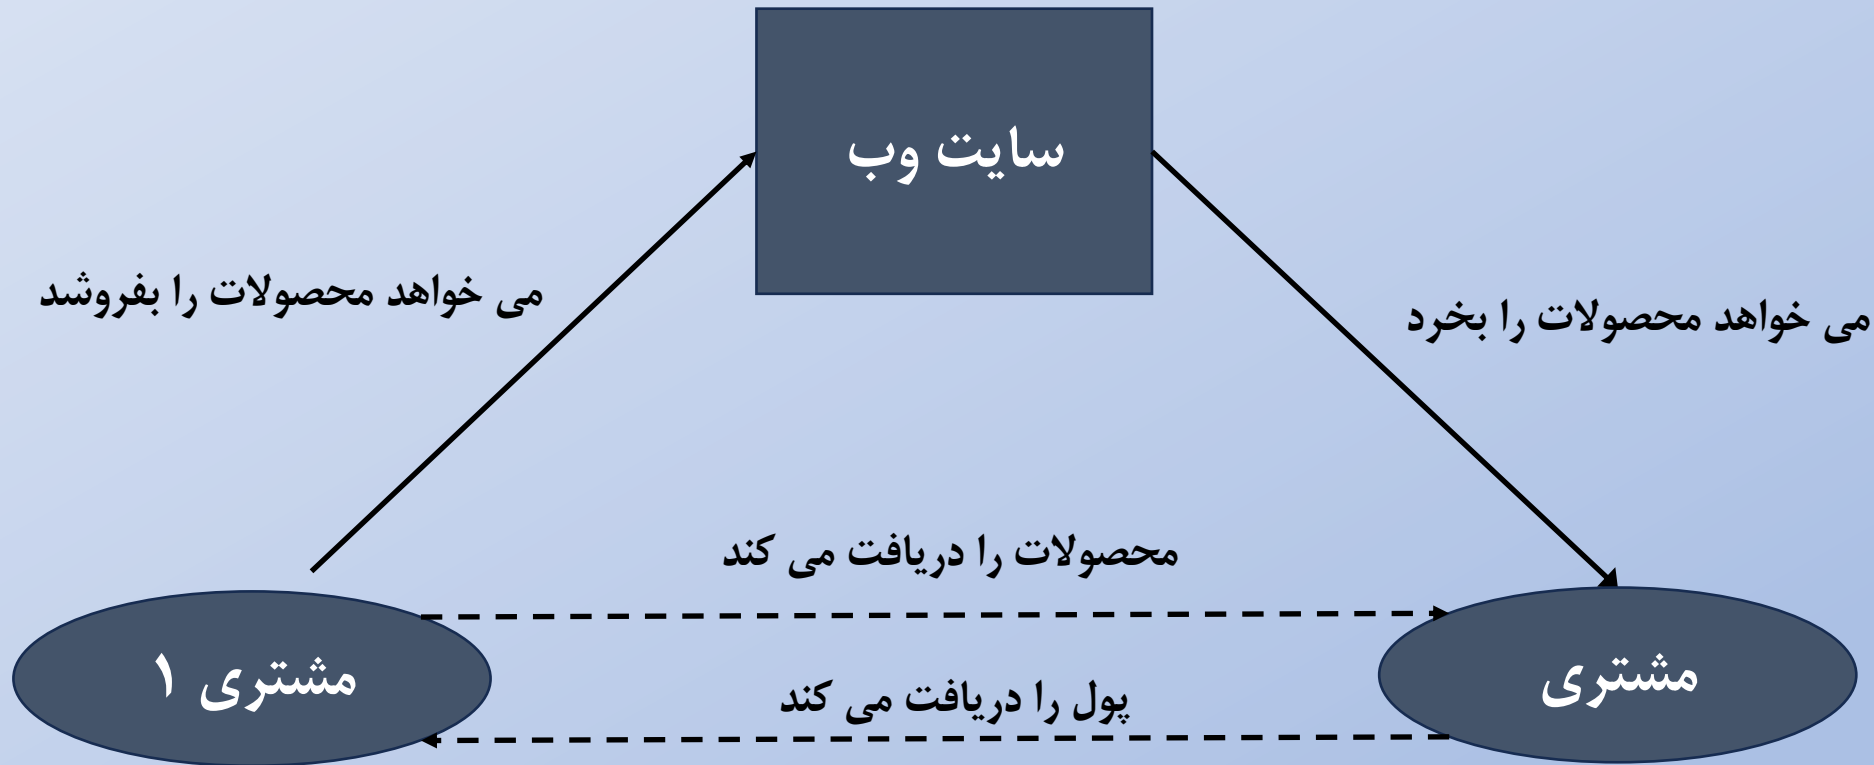 سایت وب
می خواهد محصولات را بفروشد
می خواهد محصولات را بخرد
محصولات را دریافت می کند
مشتری ۱
مشتری
پول را دریافت می کند